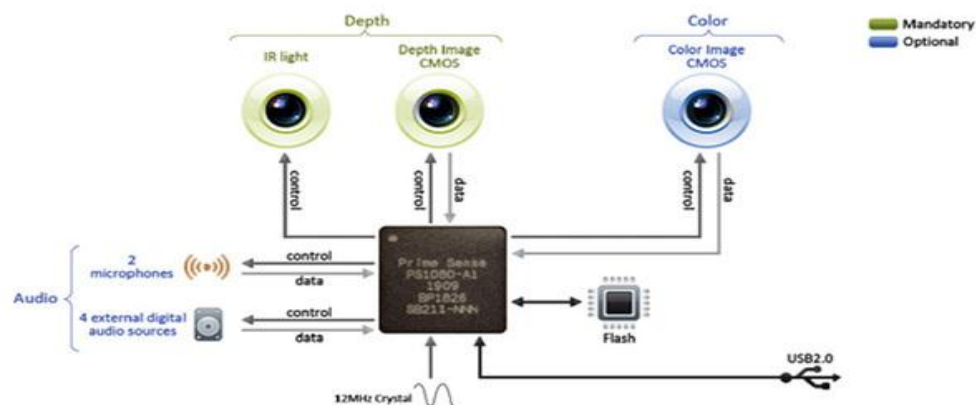 Depth
Color
Mandatory
Optional
IR light
Depth Image
CMOS
Color Image
CMOS
control
control
data
control
data
Audio
2
microphones
control
data
4 external digital
audio sources
control
data
Prime Sense
PS1080-A1
1909
BP1826
SB211-NNN
Flash
USB2.0
12MHz Crystal